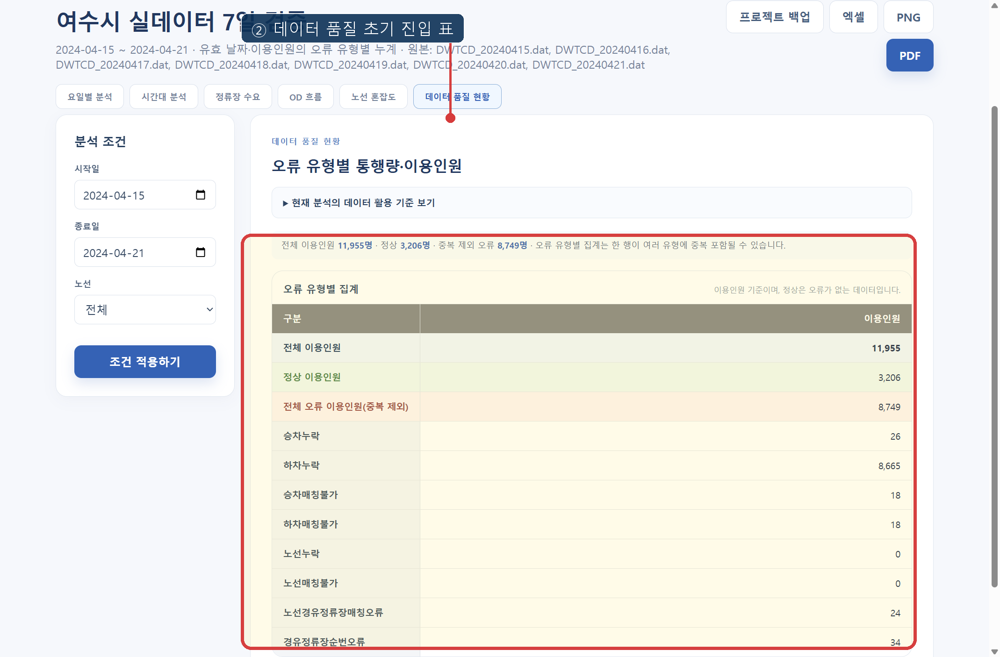 여수시 실데이터 7일 검증
② 데이터 품질 초기 진입 표
프로젝트 백업
엑셀
PNG
PDF
2024-04-15 ~ 2024-04-21 · 유효 날짜·이용인원의 오류 유형별 누계 · 원본: DWTCD_20240415.dat, DWTCD_20240416.dat,
DWTCD_20240417.dat, DWTCD_20240418.dat, DWTCD_20240419.dat, DWTCD_20240420.dat, DWTCD_20240421.dat
요일별 분석
시간대 분석
정류장 수요
OD 흐름
노선 혼잡도
데이터 품질 현황
분석 조건
시작일
2024-04-15
종료일
2024-04-21
노선
전체
조건 적용하기
데이터 품질 현황
오류 유형별 통행량·이용인원
▶ 현재 분석의 데이터 활용 기준 보기
전체 이용인원 11,955명 · 정상 3,206명 · 중복 제외 오류 8,749명 · 오류 유형별 집계는 한 행이 여러 유형에 중복 포함될 수 있습니다.
오류 유형별 집계
이용인원 기준이며, 정상은 오류가 없는 데이터입니다.
구분 이용인원
전체 이용인원 11,955
정상 이용인원 3,206
전체 오류 이용인원(중복 제외) 8,749
승차누락 26
하차누락 8,665
승차매칭불가 18
하차매칭불가 18
노선누락 0
노선매칭불가 0
노선경유정류장매칭오류 24
경유정류장순번오류 34